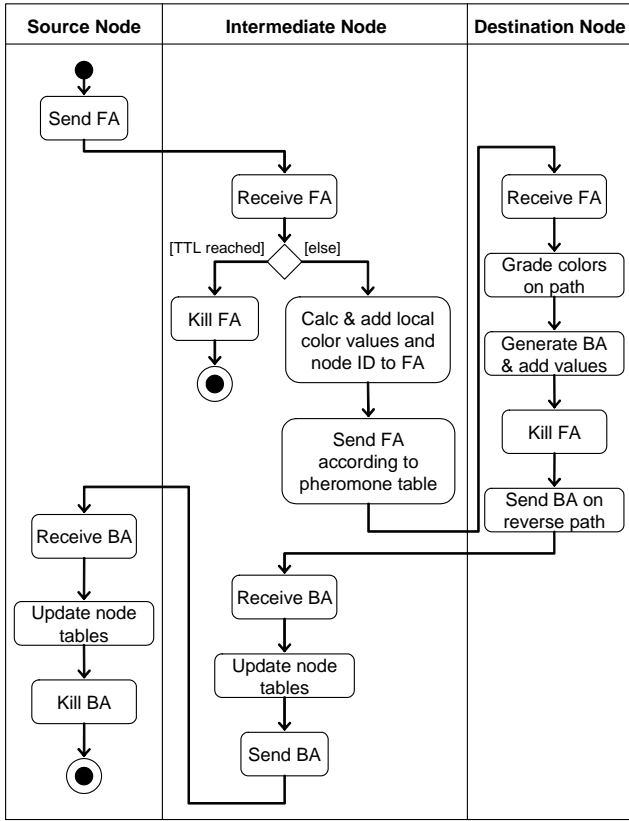 Source Node
Intermediate Node
Destination Node
Send FA
Receive FA
[TTL reached]
[else]
Kill FA
Calc & add local
color values and
node ID to FA
Send FA
according to
pheromone table
Receive FA
Grade colors
on path
Generate BA
& add values
Kill FA
Send BA on
reverse path
Receive BA
Update node
tables
Send BA
Receive BA
Update node
tables
Kill BA